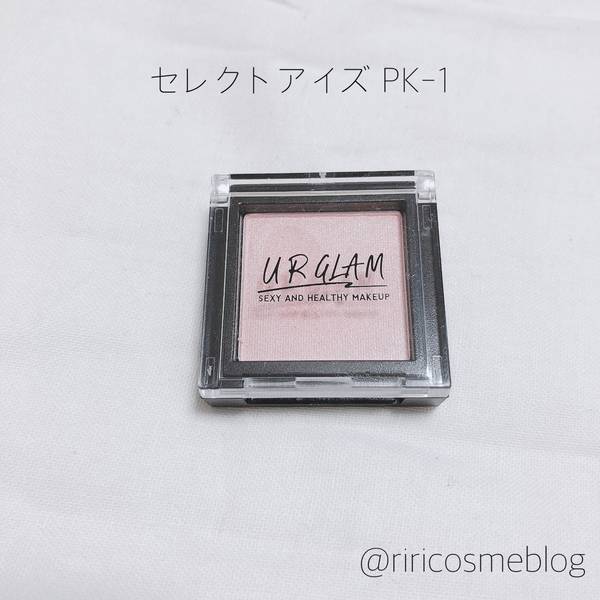 セレクトアイズ PK-1
UR GLAM
SEXY AND HEALTHY MAKEUP
@riricosmeblog